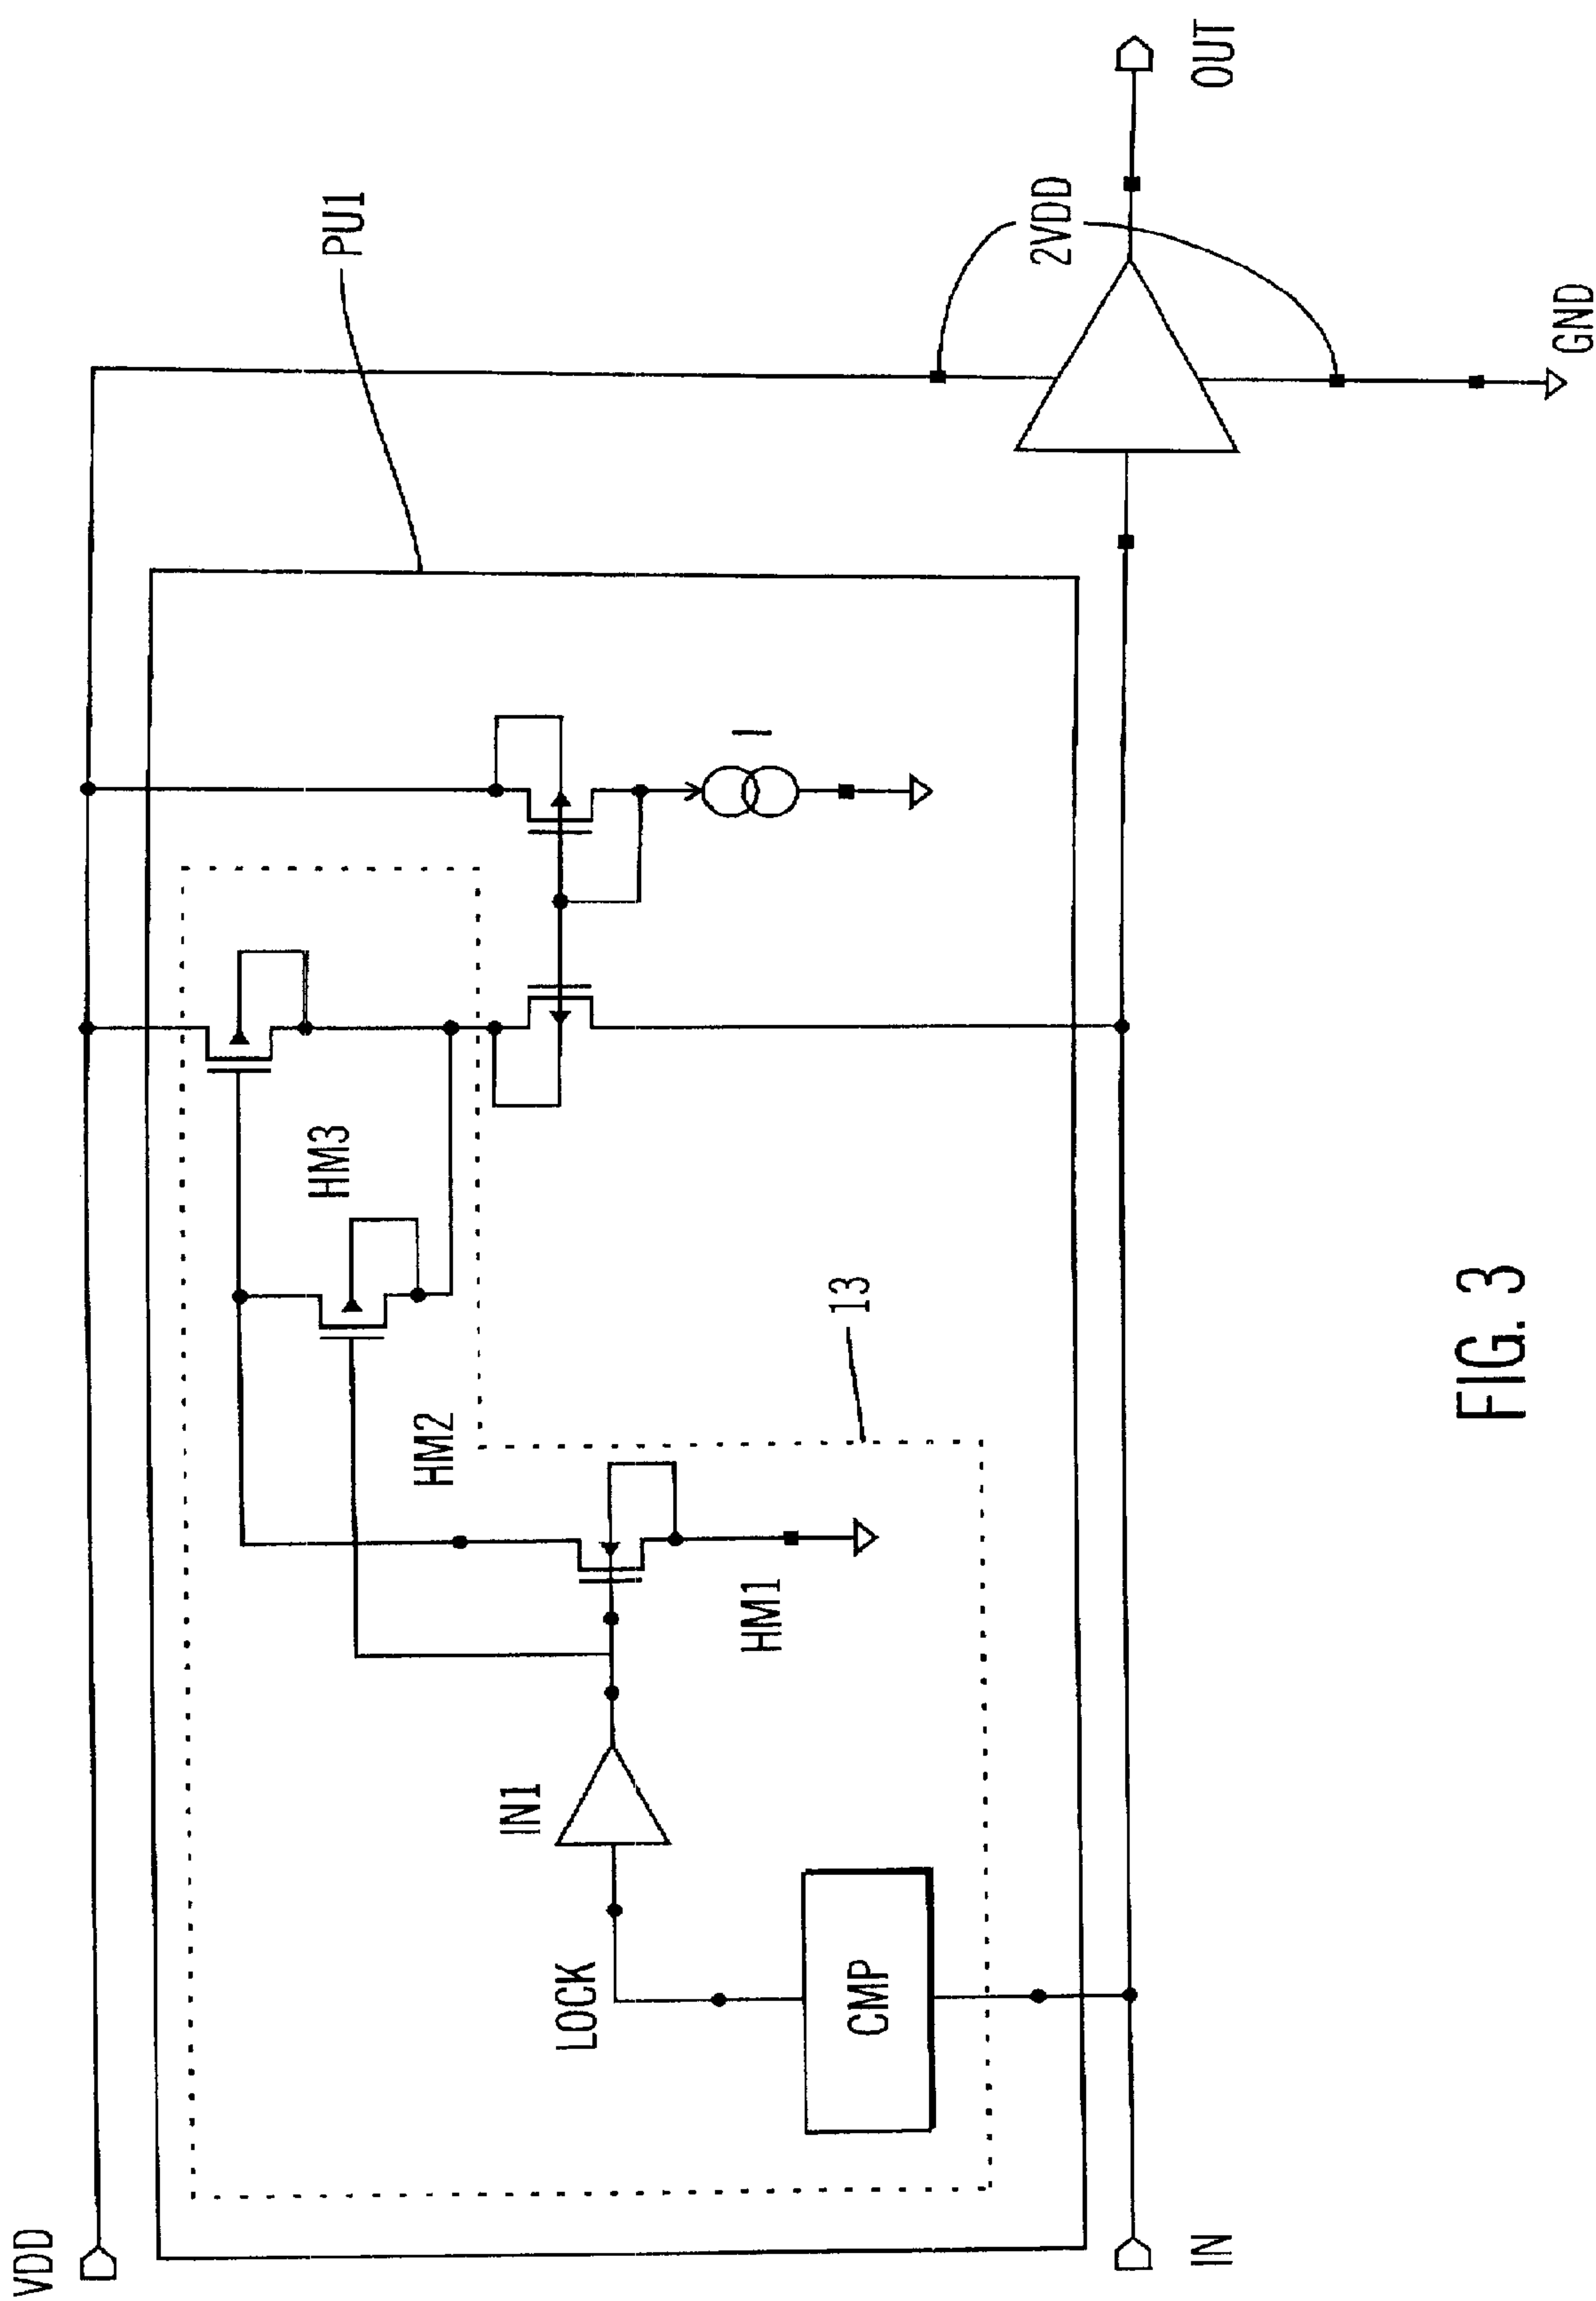 VDD
PU1
HM3
HM2
I
2VDD
OUT
IN1
13
LOCK
HM1
CMP
IN
GND
FIG. 3